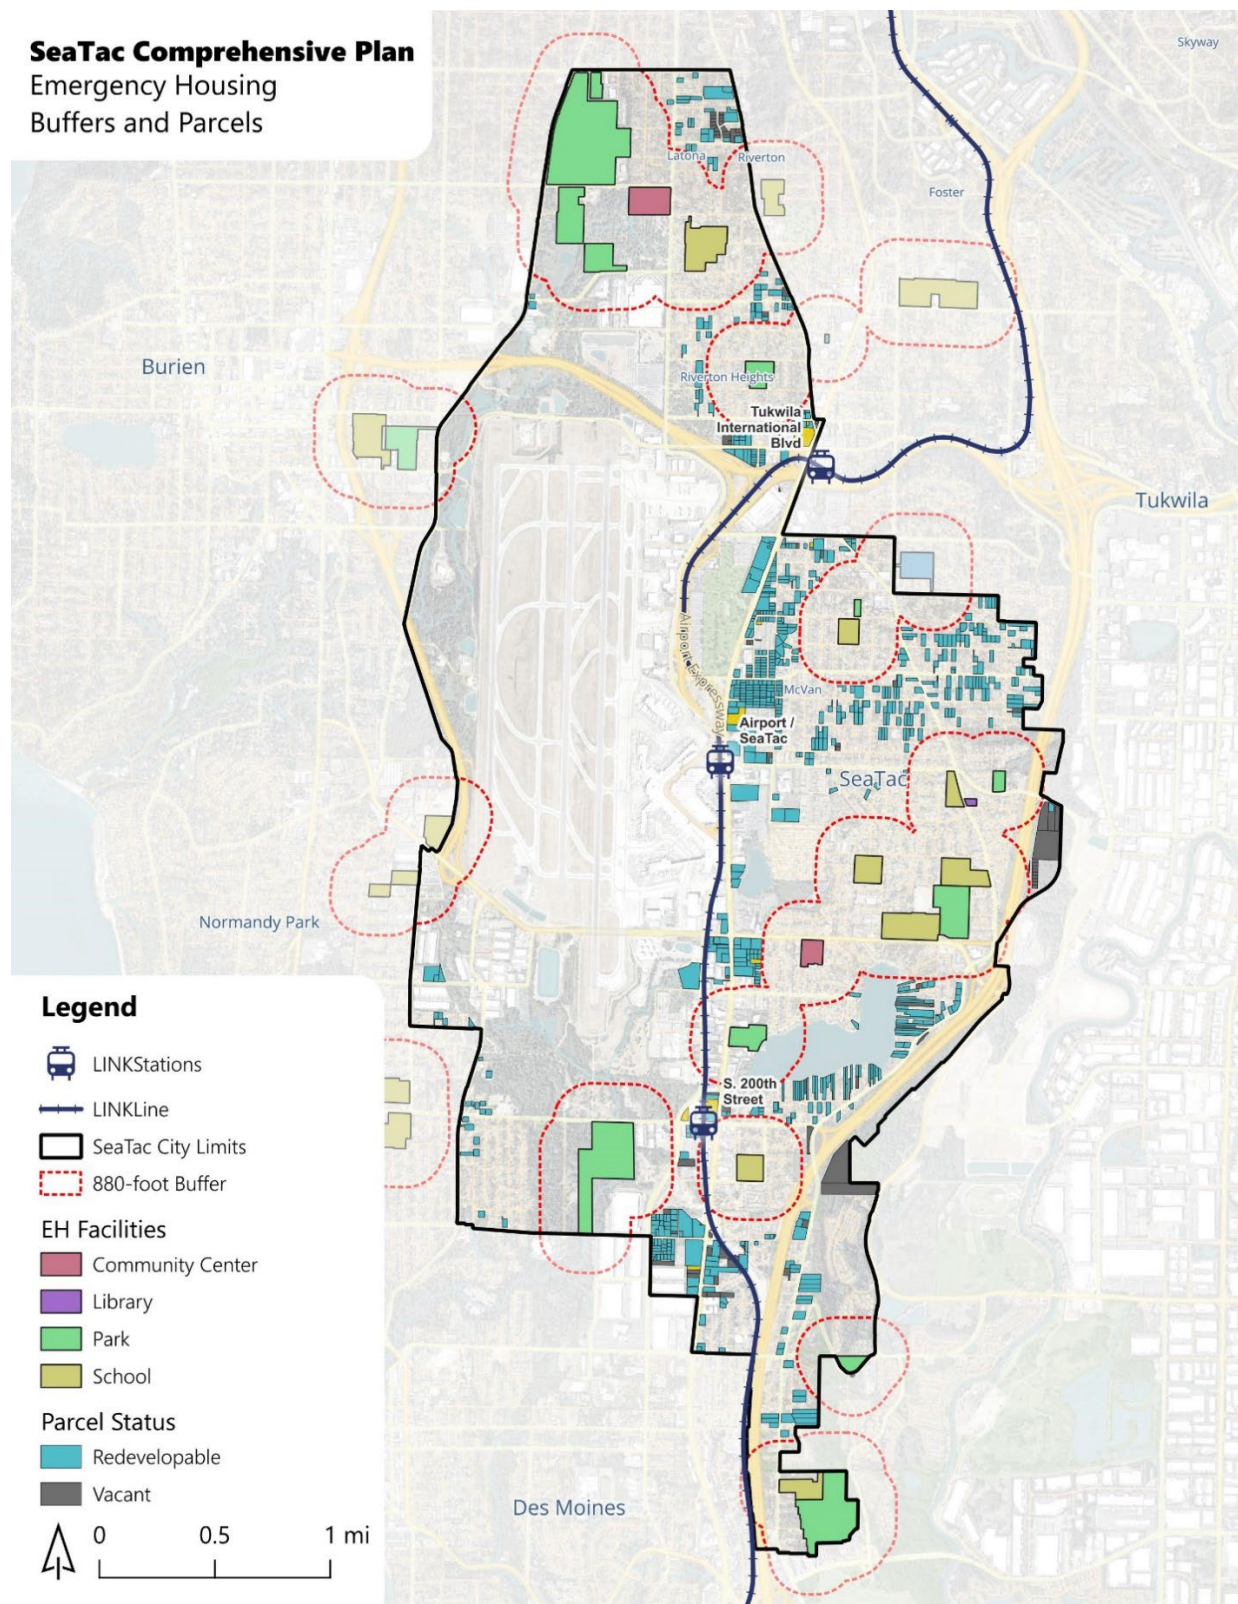 SeaTac Comprehensive Plan
Emergency Housing
Buffers and Parcels
Skyway
Latona
Riverton
Foster
Burien
Riverton Heights
Tukwila
International
Blvd
Tukwila
Airport Expressway
McVan
Airport /
SeaTac
SeaTac
Normandy Park
S. 200th
Street
Des Moines
Legend
LINKStations
LINKLine
SeaTac City Limits
880-foot Buffer
EH Facilities
Community Center
Library
Park
School
Parcel Status
Redevelopable
Vacant
0 0.5 1 mi